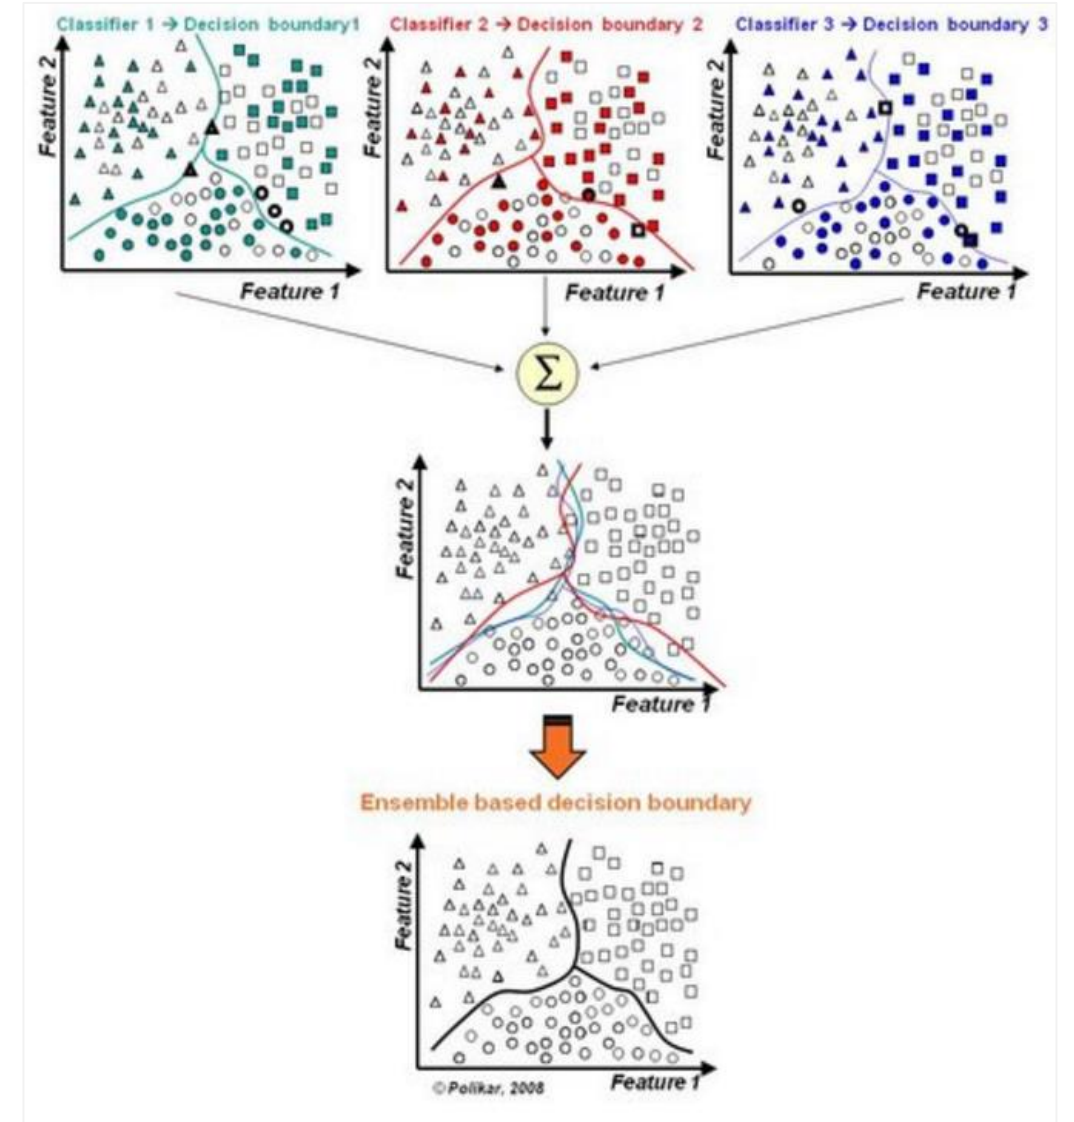 Classifier 1 → Decision boundary1
Classifier 2 → Decision boundary 2
Classifier 3 → Decision boundary 3
Feature 2
Feature 1
Feature 2
Feature 1
Feature 2
Feature 1
Σ
Feature 2
Feature 1
Ensemble based decision boundary
Feature 2
Feature 1
©Polikar, 2008